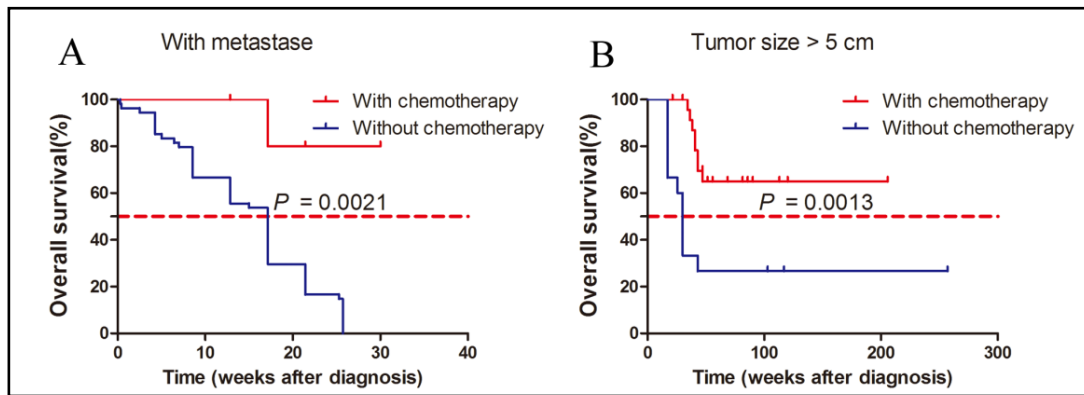 A
With metastase
With chemotherapy
Without chemotherapy
P = 0.0021
Overall survival(%)
100
80
60
40
20
0
0 10 20 30 40
Time (weeks after diagnosis)
B
Tumor size > 5 cm
With chemotherapy
Without chemotherapy
P = 0.0013
Overall survival(%)
100
80
60
40
20
0
0 100 200 300
Time (weeks after diagnosis)